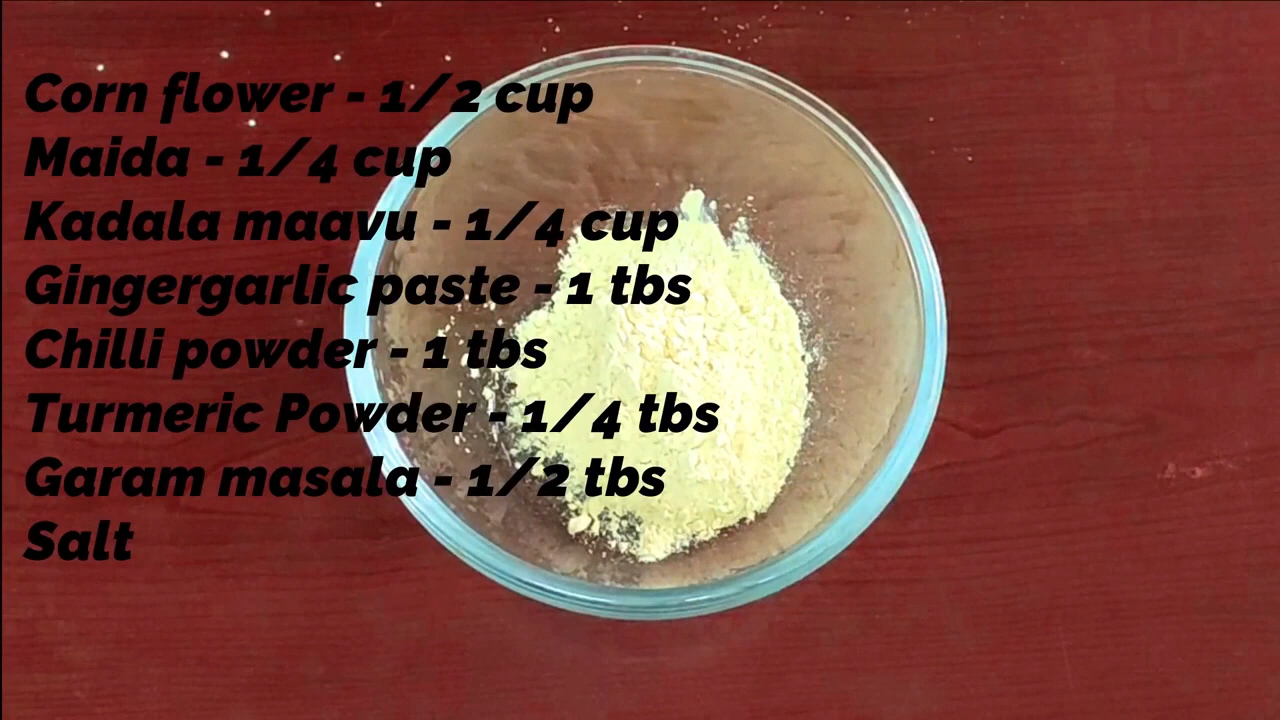 Corn flower - 1/2 cup
Maida - 1/4 cup
Kadala maavu - 1/4 cup
Gingergarlic paste - 1 tbs
Chilli powder - 1 tbs
Turmeric Powder - 1/4 tbs
Garam masala - 1/2 tbs
Salt